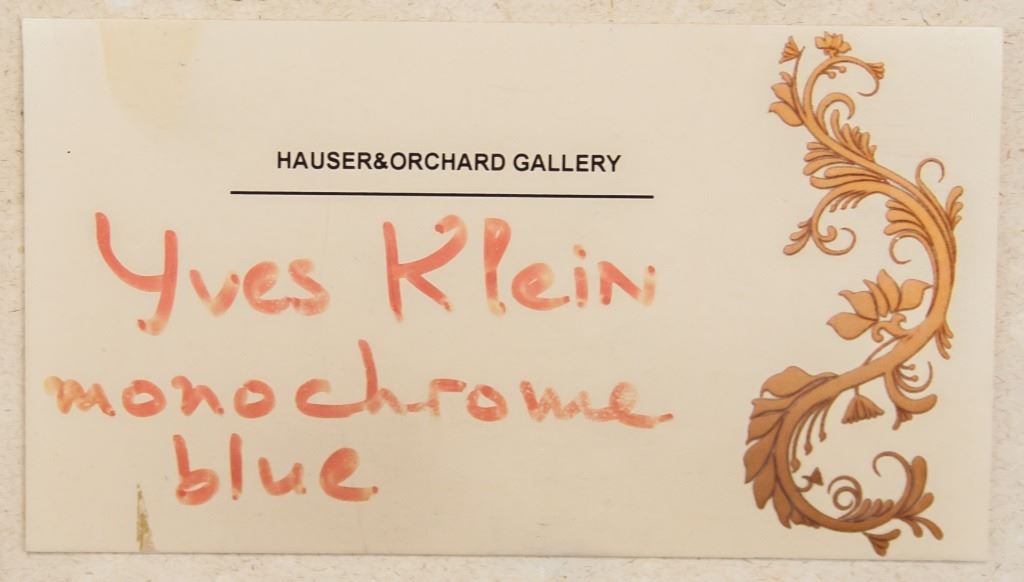 HAUSER&ORCHARD GALLERY
Yves Klein
monochrome
blue